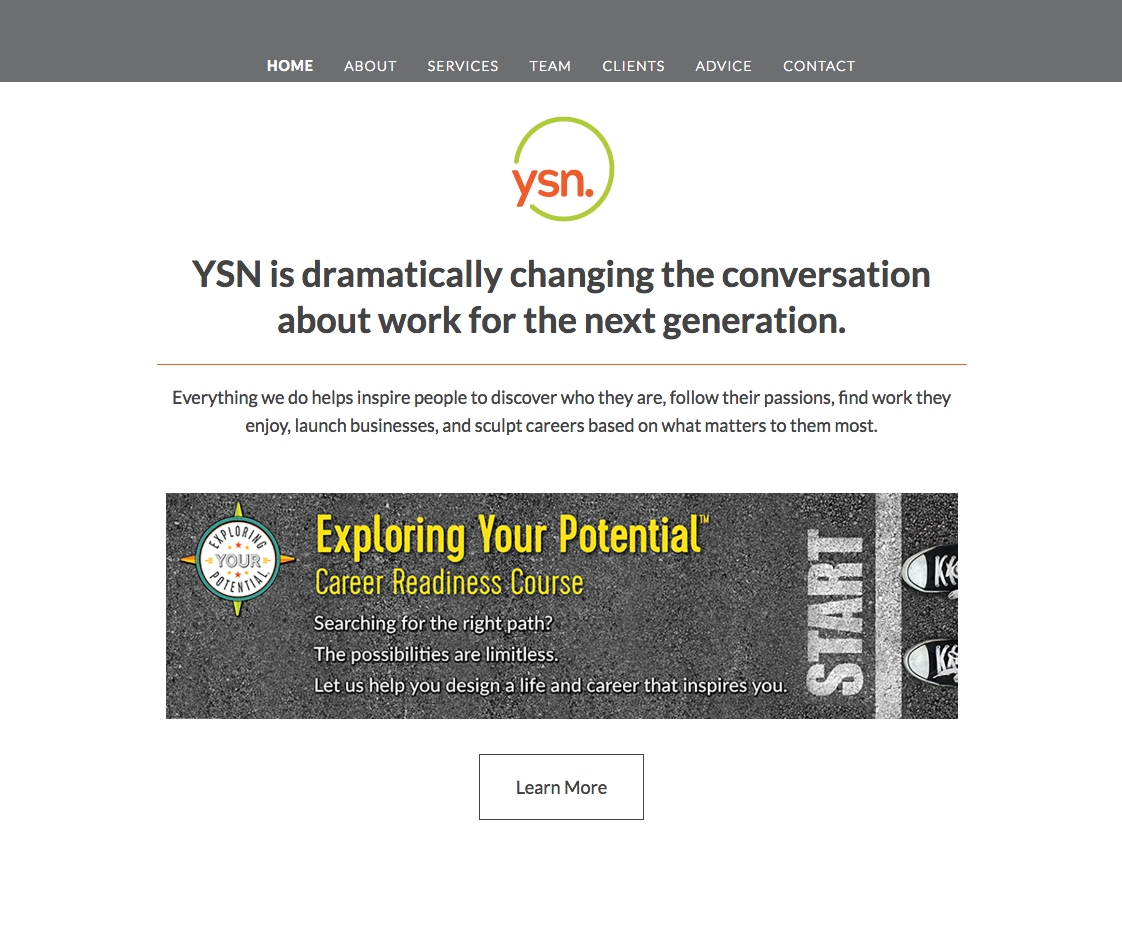 HOME ABOUT SERVICES TEAM CLIENTS ADVICE CONTACT
ysn.
YSN is dramatically changing the conversation
about work for the next generation.
Everything we do helps inspire people to discover who they are, follow their passions, find work they
enjoy, launch businesses, and sculpt careers based on what matters to them most.
EXPLORING
YOUR
POTENTIAL
Exploring Your Potential™
Career Readiness Course
Searching for the right path?
The possibilities are limitless.
Let us help you design a life and career that inspires you.
START
Learn More